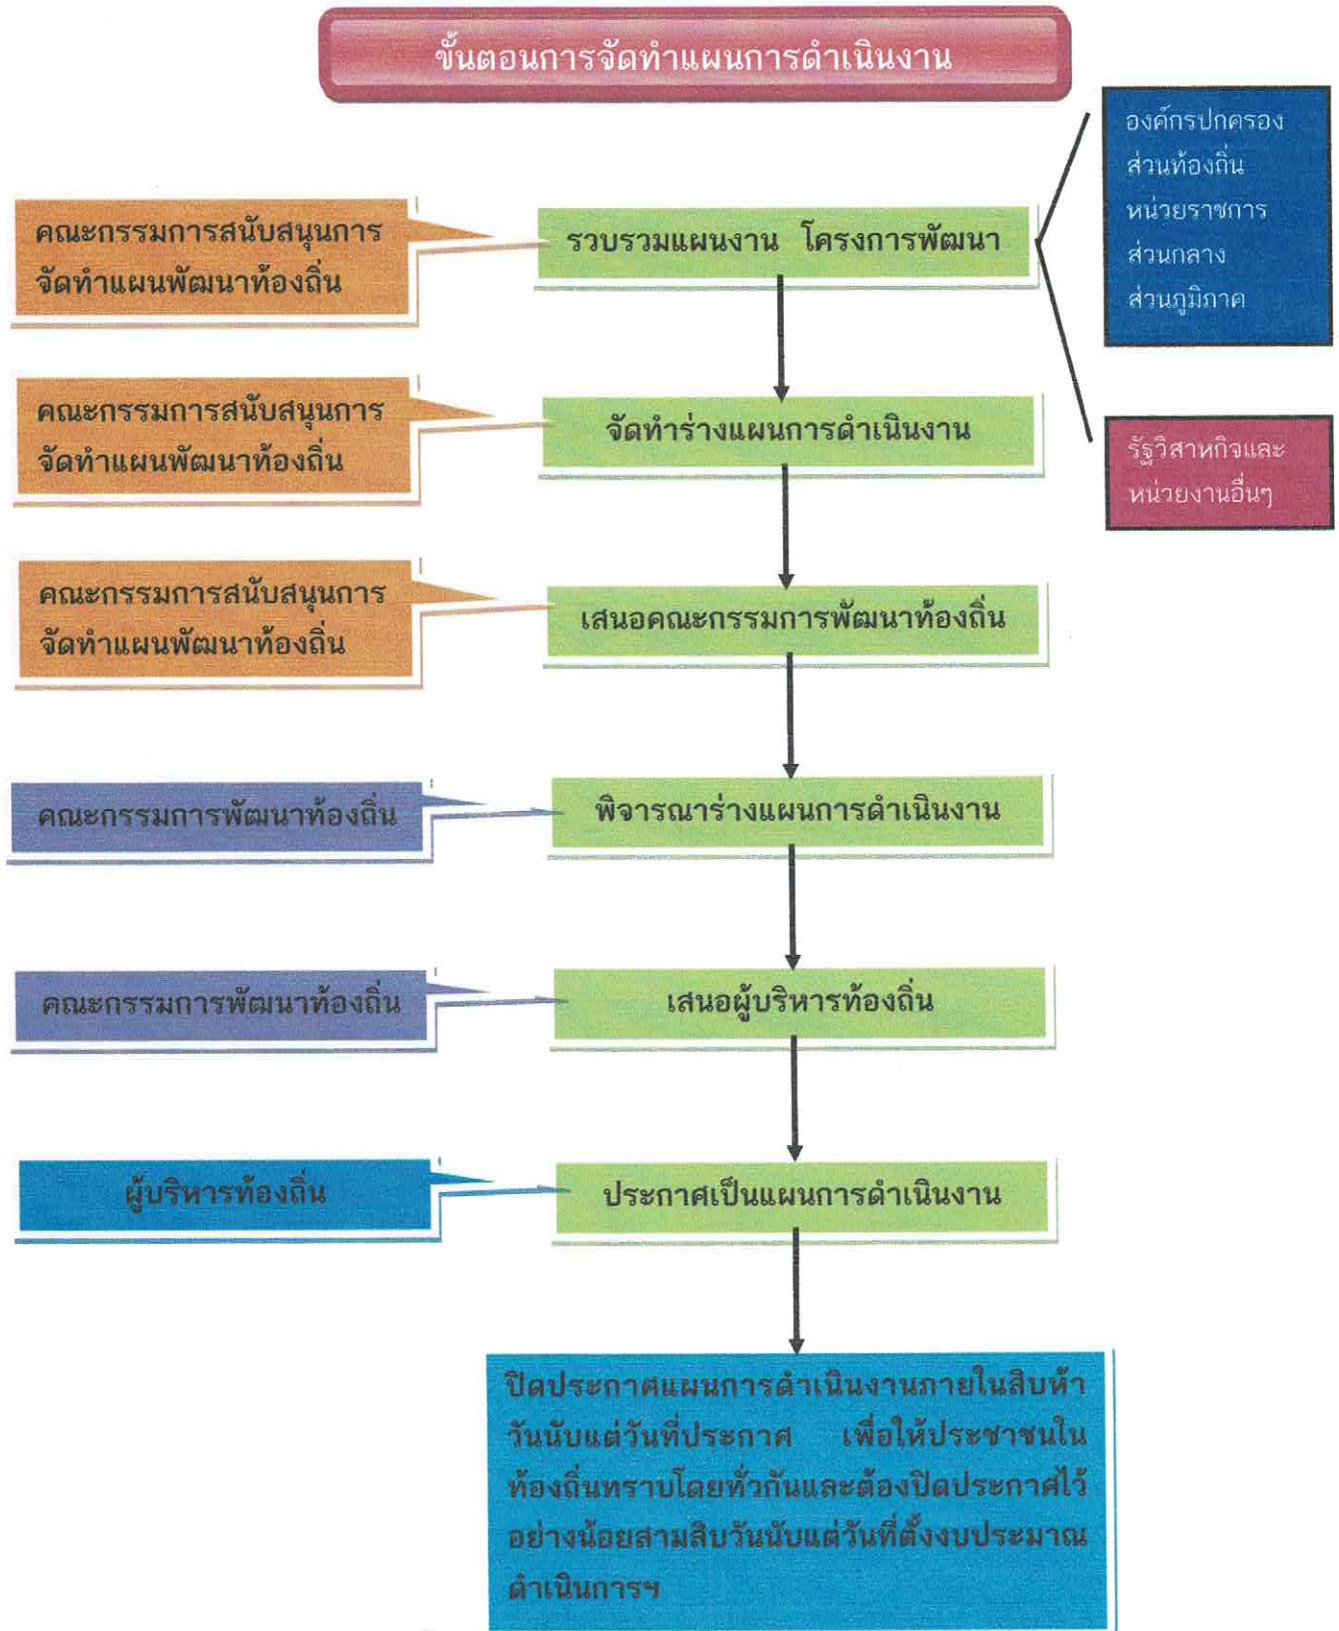 ขั้นตอนการจัดทำแผนการดำเนินงาน
องค์กรปกครอง
ส่วนท้องถิ่น
หน่วยราชการ
ส่วนกลาง
ส่วนภูมิภาค
คณะกรรมการสนับสนุนการ
จัดทำแผนพัฒนาท้องถิ่น
รวบรวมแผนงาน โครงการพัฒนา
คณะกรรมการสนับสนุนการ
จัดทำแผนพัฒนาท้องถิ่น
จัดทำร่างแผนการดำเนินงาน
รัฐวิสาหกิจและ
หน่วยงานอื่นๆ
คณะกรรมการสนับสนุนการ
จัดทำแผนพัฒนาท้องถิ่น
เสนอคณะกรรมการพัฒนาท้องถิ่น
คณะกรรมการพัฒนาท้องถิ่น
พิจารณาร่างแผนการดำเนินงาน
คณะกรรมการพัฒนาท้องถิ่น
เสนอผู้บริหารท้องถิ่น
ผู้บริหารท้องถิ่น
ประกาศเป็นแผนการดำเนินงาน
ปิดประกาศแผนการดำเนินงานภายในสิบห้า
วันนับแต่วันที่ประกาศ เพื่อให้ประชาชนใน
ท้องถิ่นทราบโดยทั่วกันและต้องปิดประกาศไว้
อย่างน้อยสามสิบวันนับแต่วันที่ตั้งงบประมาณ
ดำเนินการฯ